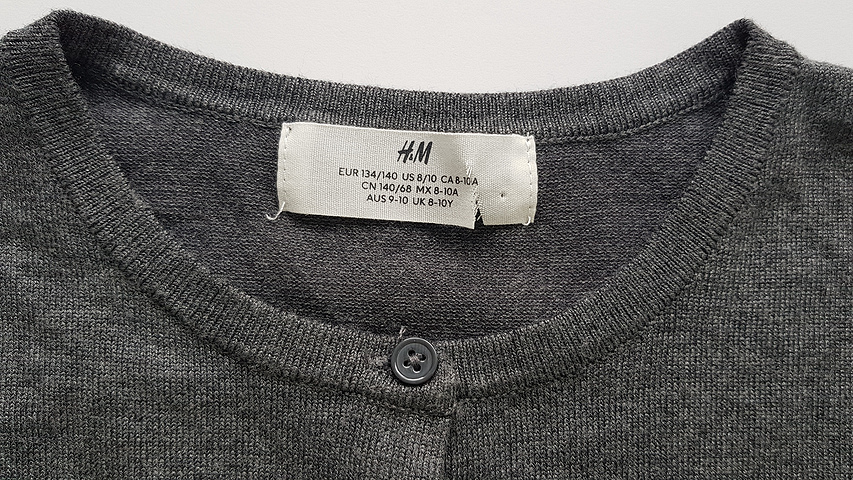 H&M
EUR 134/140 US 8/10 CA 8-10A
CN 140/68 MX 8-10A
AUS 9-10 UK 8-10Y